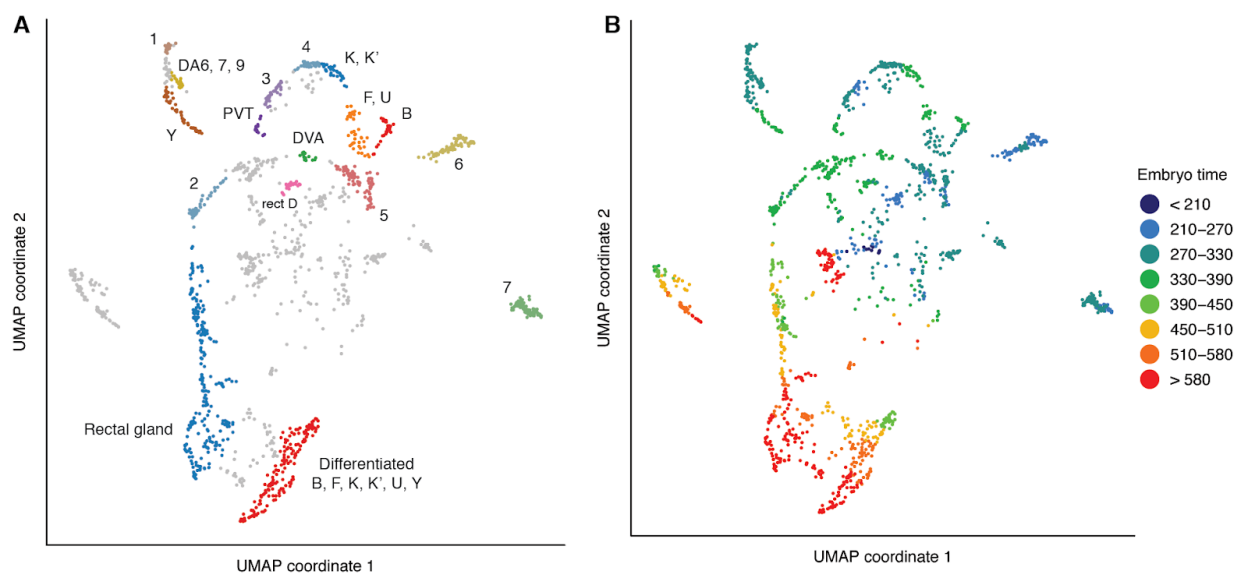 A
1
DA6, 7, 9
Y
4
K, K’
3
F, U
B
PVT
DVA
6
2
rect D
5
7
Rectal gland
Differentiated
B, F, K, K’, U, Y
UMAP coordinate 2
UMAP coordinate 1
B
UMAP coordinate 2
UMAP coordinate 1
Embryo time
< 210
210–270
270–330
330–390
390–450
450–510
510–580
> 580